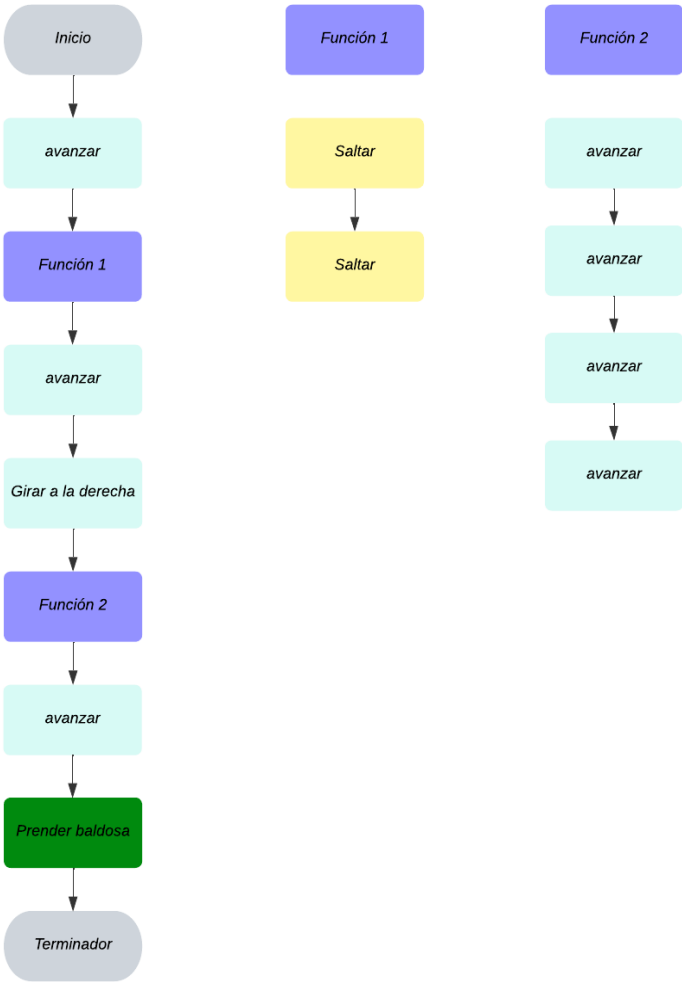 Inicio
avanzar
Función 1
avanzar
Girar a la derecha
Función 2
avanzar
Prender baldosa
Terminador
Función 1
Saltar
Saltar
Función 2
avanzar
avanzar
avanzar
avanzar